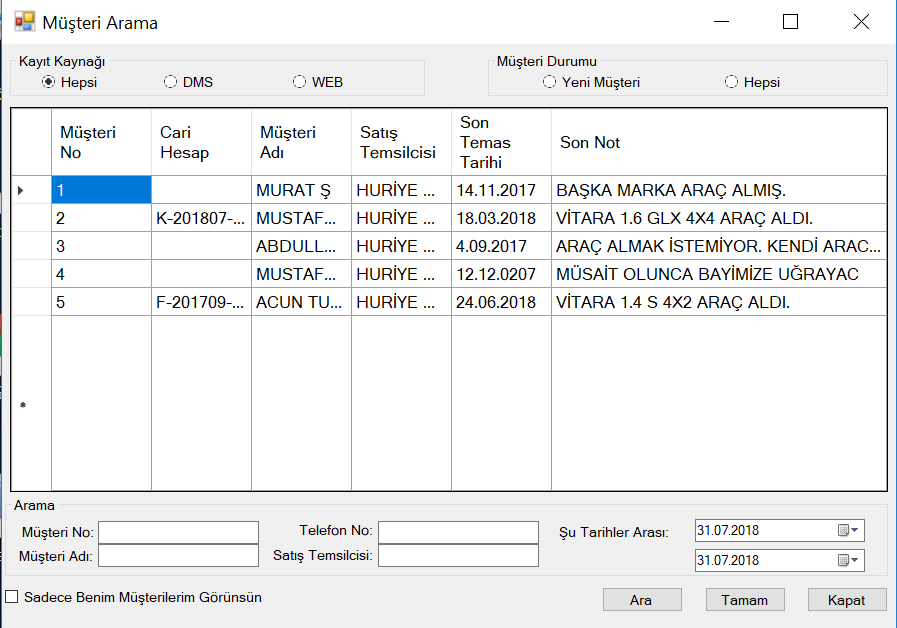 Müşteri Arama
Kayıt Kaynağı
Hepsi DMS WEB
Müşteri Durumu
Yeni Müşteri Hepsi
Müşteri No Cari Hesap Müşteri Adı Satış Temsilcisi Son Temas Tarihi Son Not
1 MURAT Ş HURİYE ... 14.11.2017 BAŞKA MARKA ARAÇ ALMIŞ.
2 K-201807-... MUSTAF... HURİYE ... 18.03.2018 VİTARA 1.6 GLX 4X4 ARAÇ ALDI.
3 ABDULL... HURİYE ... 4.09.2017 ARAÇ ALMAK İSTEMİYOR. KENDİ ARAC...
4 MUSTAF... HURİYE ... 12.12.0207 MÜSAİT OLUNCA BAYİMİZE UĞRAYAC
5 F-201709-... ACUN TU... HURİYE ... 24.06.2018 VİTARA 1.4 S 4X2 ARAÇ ALDI.
Arama
Müşteri No: Telefon No: Şu Tarihler Arası: 31.07.2018
Müşteri Adı: Satış Temsilcisi: 31.07.2018
Sadece Benim Müşterilerim Görünsün
Ara Tamam Kapat